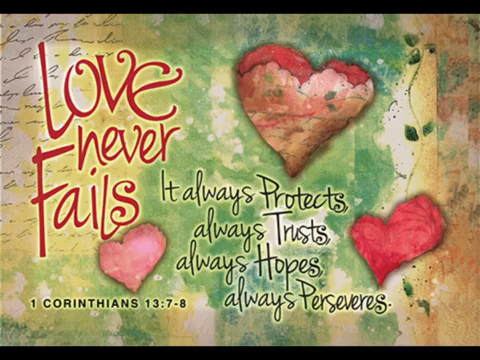 Love
never
Fails
It always Protects,
always Trusts,
always Hopes,
always Perseveres.
1 CORINTHIANS 13:7-8